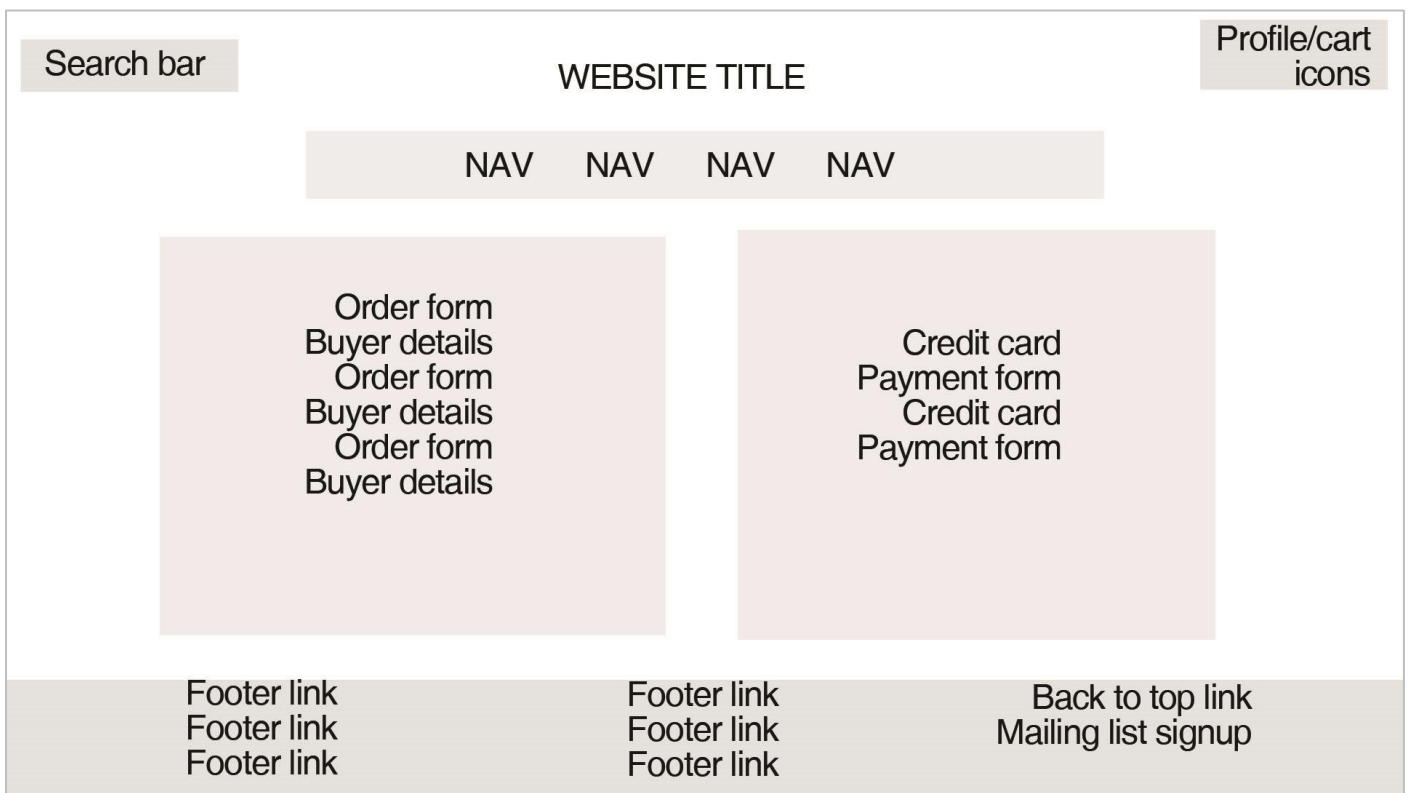 Search bar
WEBSITE TITLE
Profile/cart
icons
NAV NAV NAV NAV
Order form
Buyer details
Order form
Buyer details
Order form
Buyer details
Credit card
Payment form
Credit card
Payment form
Footer link
Footer link
Footer link
Footer link
Footer link
Footer link
Back to top link
Mailing list signup